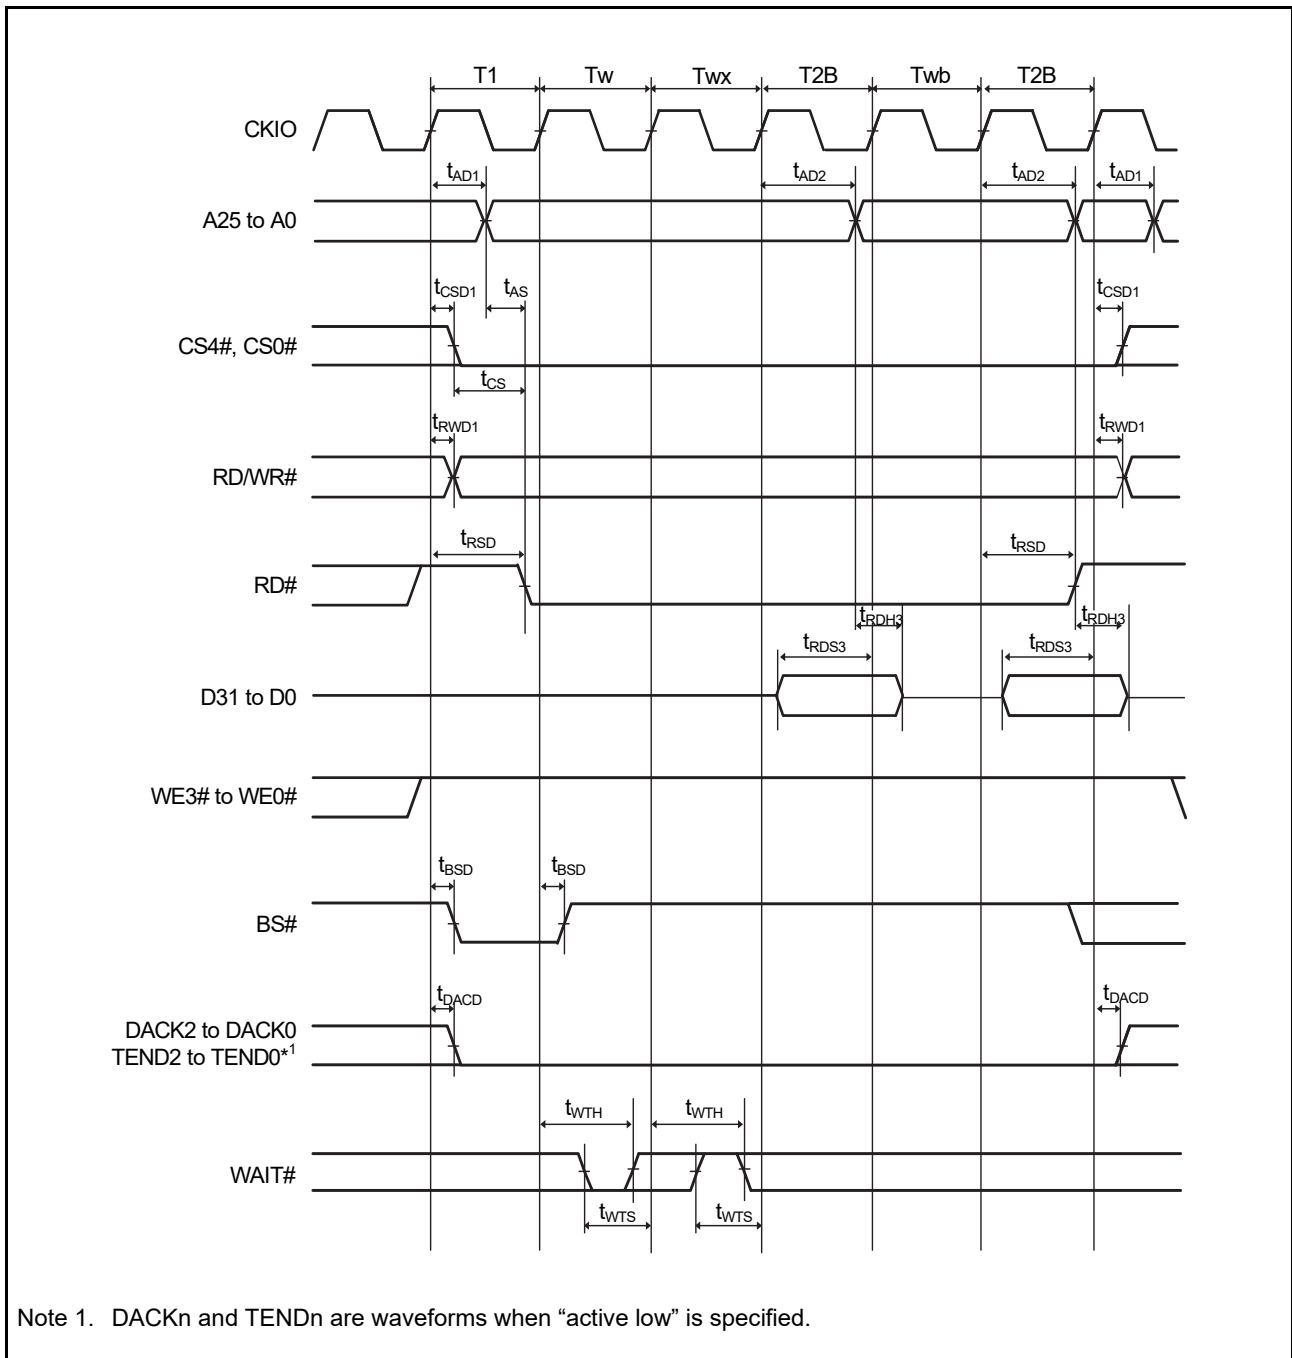 T1 Tw Twx T2B Twb T2B
CKIO
tAD1 tAD2 tAD2 tAD1
A25 to A0
tCSD1 tAS tCSD1
CS4#, CS0#
tCS
tRWD1 tRWD1
RD/WR#
tRSD tRSD
RD#
tRDH3 tRDH3
tRDS3 tRDS3
D31 to D0
WE3# to WE0#
tBSD tBSD
BS#
tDACD tDACD
DACK2 to DACK0
TEND2 to TEND0*1
tWTH tWTH
WAIT#
tWTS tWTS
Note 1. DACKn and TENDn are waveforms when “active low” is specified.